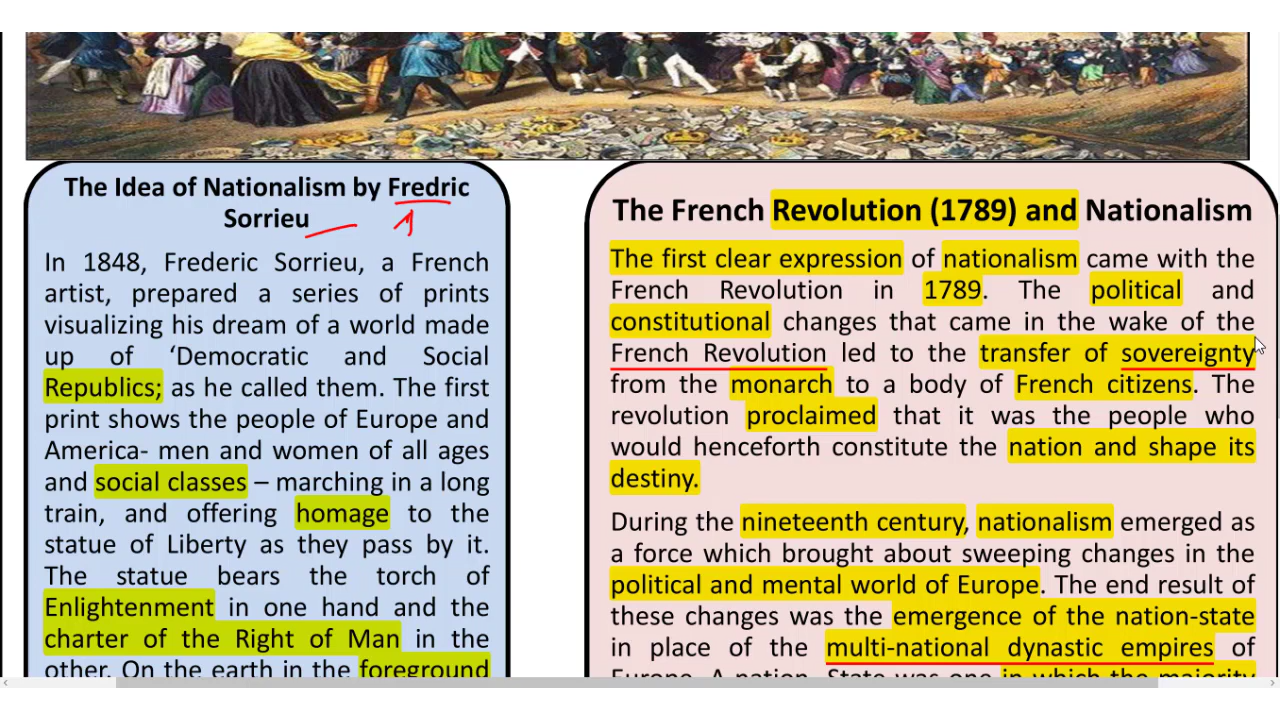 The Idea of Nationalism by Fredric
Sorrieu
In 1848, Frederic Sorrieu, a French
artist, prepared a series of prints
visualizing his dream of a world made
up of ‘Democratic and Social
Republics; as he called them. The first
print shows the people of Europe and
America- men and women of all ages
and social classes – marching in a long
train, and offering homage to the
statue of Liberty as they pass by it.
The statue bears the torch of
Enlightenment in one hand and the
charter of the Right of Man in the
other. On the earth in the foreground
The French Revolution (1789) and Nationalism
The first clear expression of nationalism came with the
French Revolution in 1789. The political and
constitutional changes that came in the wake of the
French Revolution led to the transfer of sovereignty
from the monarch to a body of French citizens. The
revolution proclaimed that it was the people who
would henceforth constitute the nation and shape its
destiny.
During the nineteenth century, nationalism emerged as
a force which brought about sweeping changes in the
political and mental world of Europe. The end result of
these changes was the emergence of the nation-state
in place of the multi-national dynastic empires of
Europe. A nation- State was one in which the majority